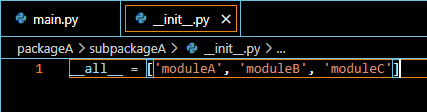 main.py
__init__.py ×
packageA > subpackageA > __init__.py > ...
1 __all__ = ['moduleA', 'moduleB', 'moduleC']